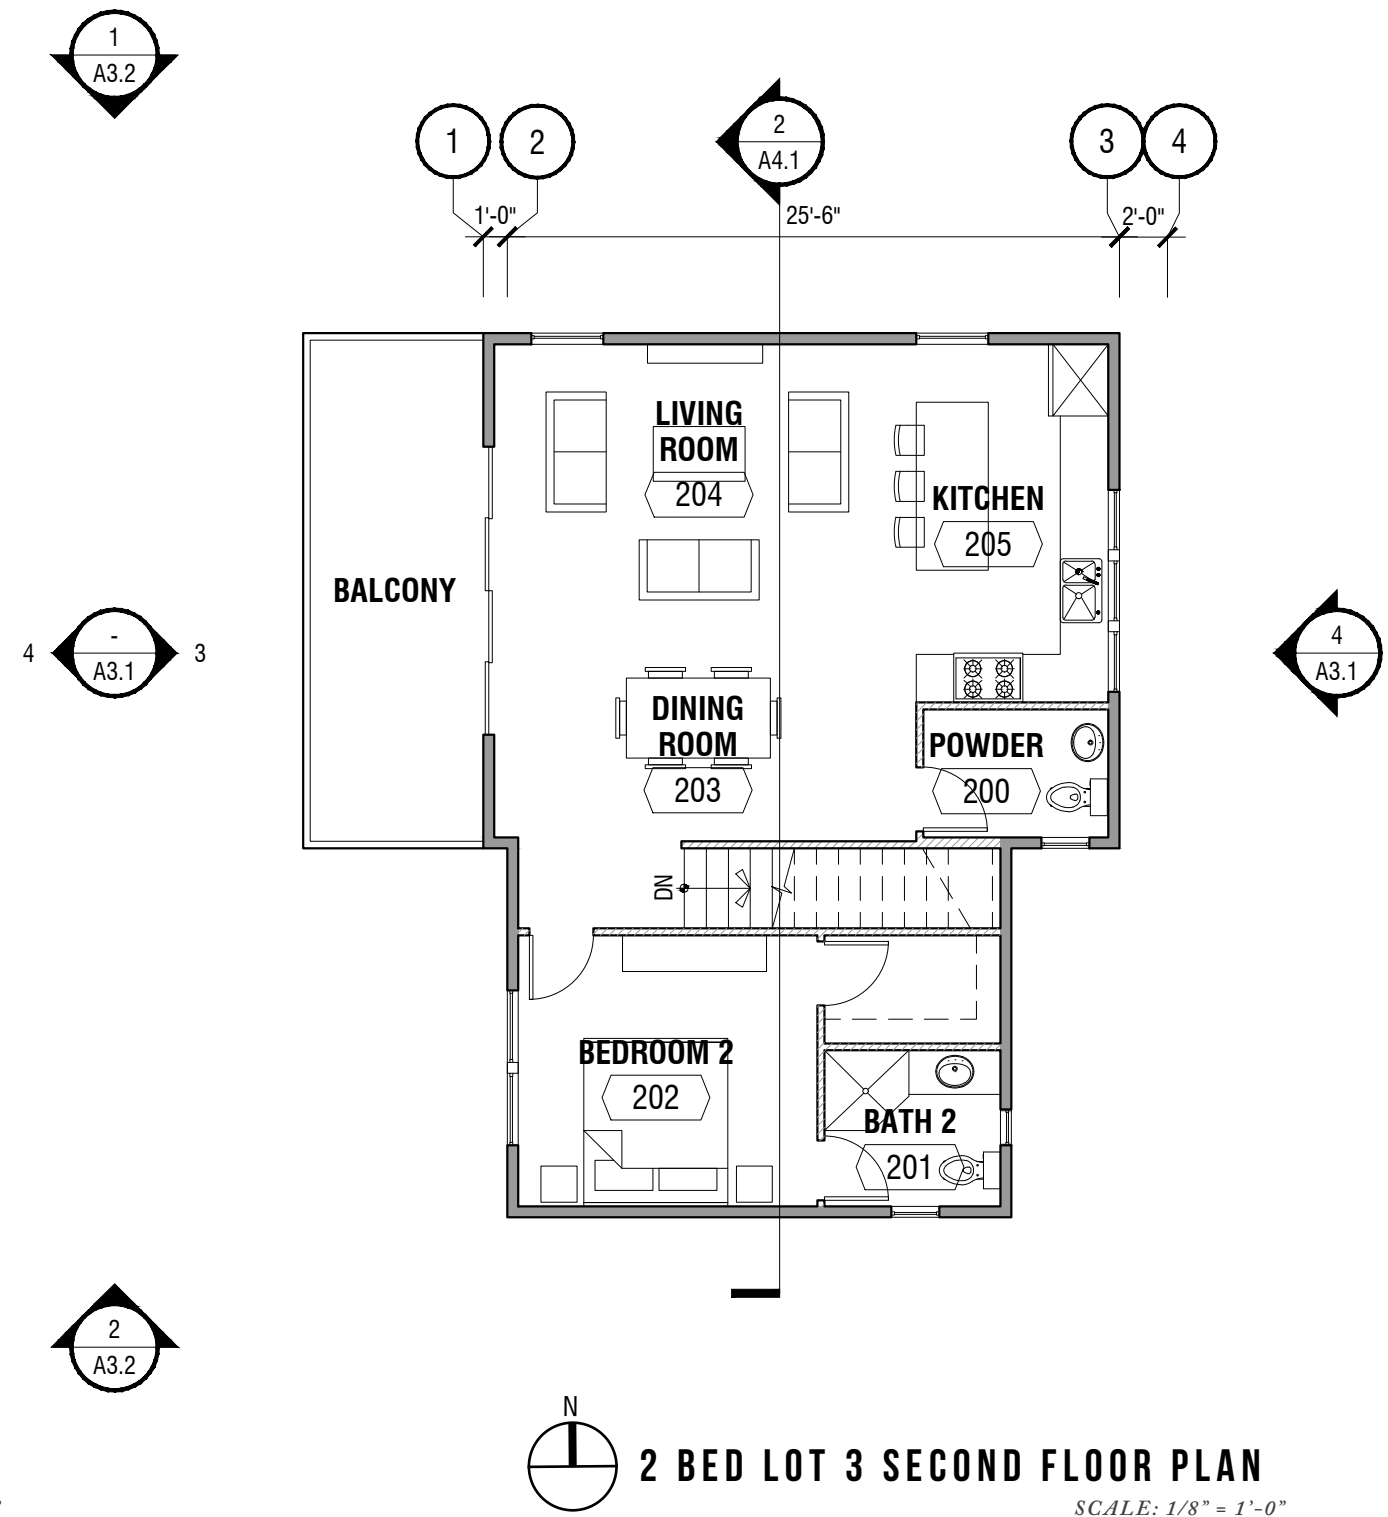 1
A3.2
1
2
2
A4.1
3
4
1'-0"
25'-6"
2'-0"
LIVING
ROOM
204
KITCHEN
205
BALCONY
4
-
A3.1
3
4
A3.1
DINING
ROOM
203
POWDER
200
DN
BEDROOM 2
202
BATH 2
201
2
A3.2
N
2 BED LOT 3 SECOND FLOOR PLAN
SCALE: 1/8” = 1’-0”